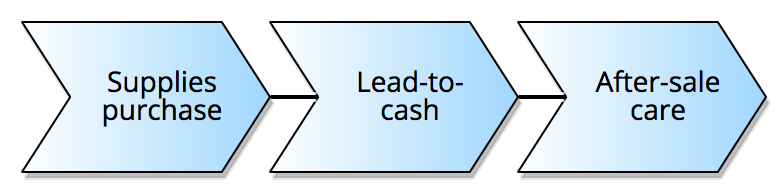 Supplies
purchase
Lead-to-
cash
After-sale
care